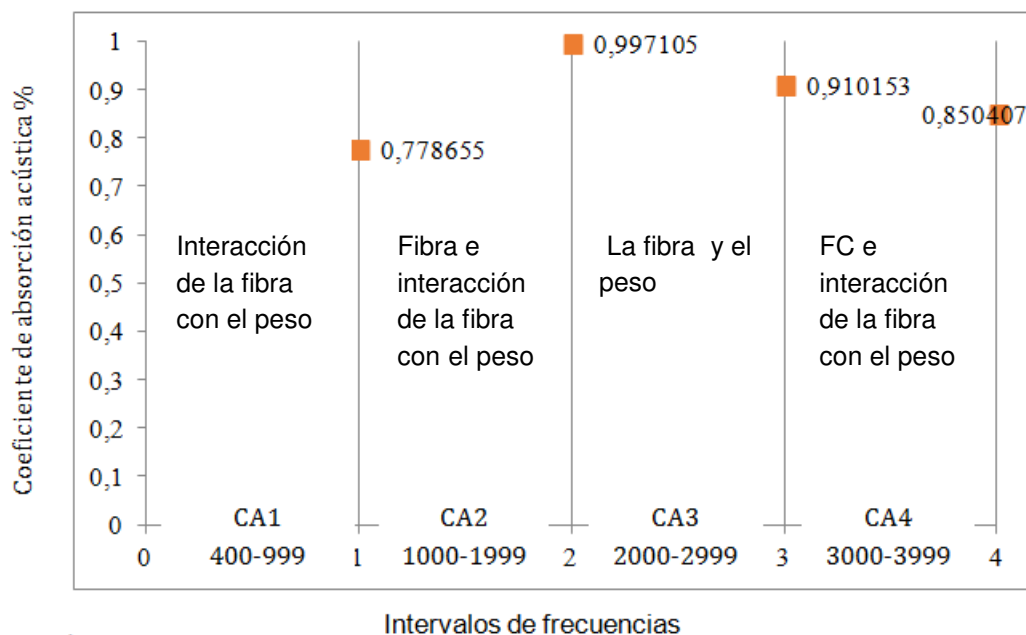 Coeficiente de absorción acústica %
1
0,9
0,8
0,7
0,6
0,5
0,4
0,3
0,2
0,1
0
0,778655
0,997105
0,910153
0,850407
Interacción
de la fibra
con el peso
Fibra e
interacción
de la fibra
con el peso
La fibra y el
peso
FC e
interacción
de la fibra
con el peso
CA1
CA2
CA3
CA4
0
400-999
1
1000-1999
2
2000-2999
3
3000-3999
4
Intervalos de frecuencias